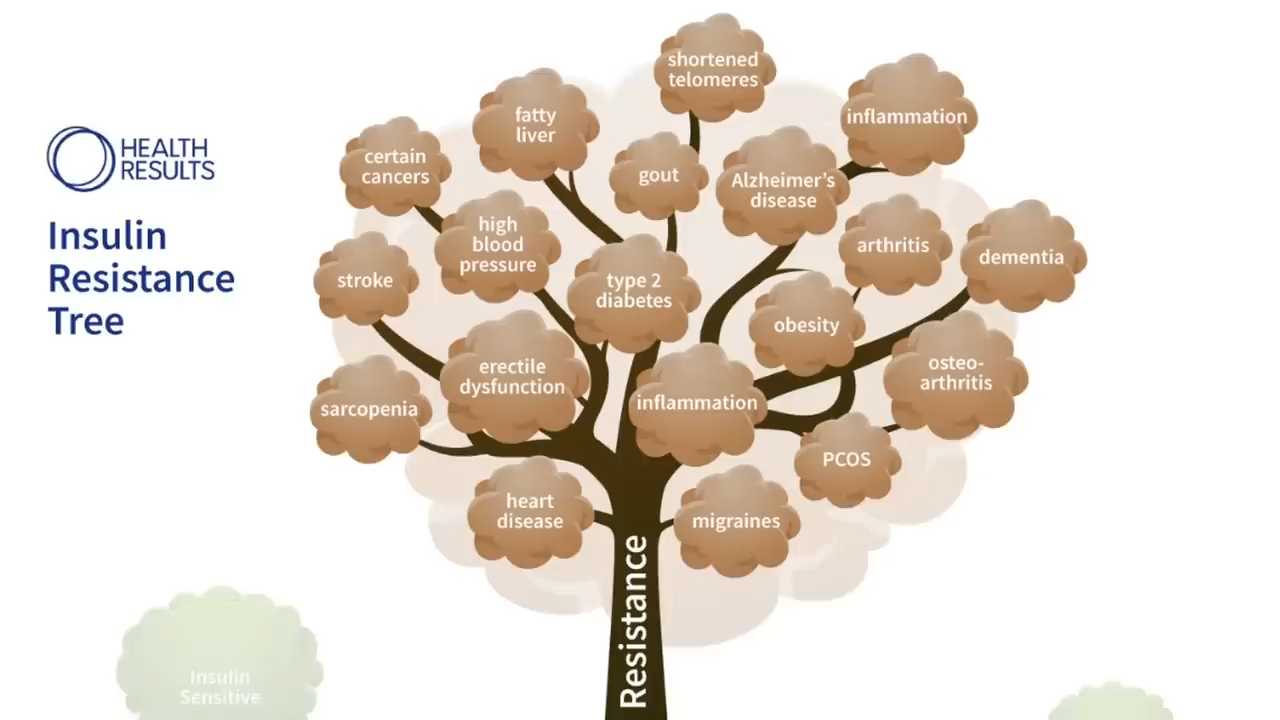 HEALTH
RESULTS
Insulin
Resistance
Tree
shortened
telomeres
fatty
liver
inflammation
certain
cancers
gout
Alzheimer's
disease
high
blood
pressure
arthritis
dementia
stroke
type 2
diabetes
obesity
erectile
dysfunction
osteo-
arthritis
sarcopenia
inflammation
PCOS
heart
disease
migraines
Resistance
Insulin
Sensitive